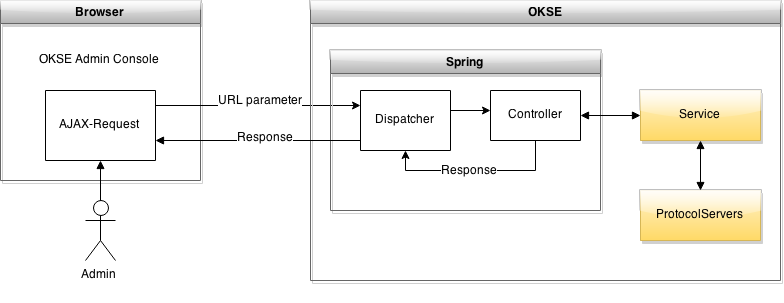 Browser
OKSE
OKSE Admin Console
Spring
AJAX-Request
URL parameter
Response
Dispatcher
Controller
Response
Service
ProtocolServers
Admin